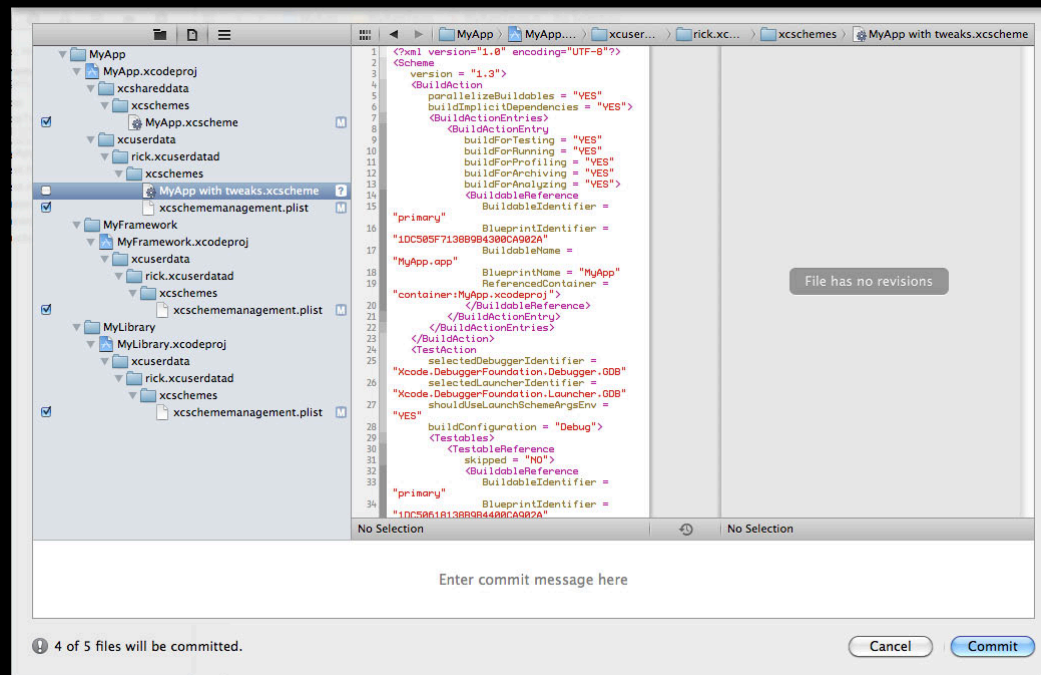 MyApp
MyApp.xcodeproj
xcshareddata
xcschemes
MyApp.xcscheme M
xcuserdata
rick.xcuserdatad
xcschemes
MyApp with tweaks.xcscheme ?
xcschememanagement.plist M
MyFramework
MyFramework.xcodeproj
xcuserdata
rick.xcuserdatad
xcschemes
xcschememanagement.plist M
MyLibrary
MyLibrary.xcodeproj
xcuserdata
rick.xcuserdatad
xcschemes
xcschememanagement.plist M
MyApp MyApp.... xcuser... rick.xc... xcschemes MyApp with tweaks.xcscheme
1 <?xml version="1.0" encoding="UTF-8"?>
2 <Scheme
3 version = "1.3">
4 <BuildAction
5 parallelizeBuildables = "YES"
6 buildImplicitDependencies = "YES">
7 <BuildActionEntries>
8 <BuildActionEntry
9 buildForTesting = "YES"
10 buildForRunning = "YES"
11 buildForProfiling = "YES"
12 buildForArchiving = "YES"
13 buildForAnalyzing = "YES">
14 <BuildableReference
15 BuildableIdentifier =
"primary"
16 BlueprintIdentifier =
"1DC505F7138B9B4300CA902A"
17 BuildableName =
"MyApp.app"
18 BlueprintName = "MyApp"
19 ReferencedContainer =
"container:MyApp.xcodeproj">
20 </BuildableReference>
21 </BuildActionEntry>
22 </BuildActionEntries>
23 </BuildAction>
24 <TestAction
25 selectedDebuggerIdentifier =
"Xcode.DebuggerFoundation.Debugger.GDB"
26 selectedLauncherIdentifier =
"Xcode.DebuggerFoundation.Launcher.GDB"
27 shouldUseLaunchSchemeArgsEnv =
"YES"
28 buildConfiguration = "Debug">
29 <Testables>
30 <TestableReference
31 skipped = "NO">
32 <BuildableReference
33 BuildableIdentifier =
"primary"
34 BlueprintIdentifier =
"1DC50618138B9B4400CA902A"
File has no revisions
No Selection
No Selection
Enter commit message here
4 of 5 files will be committed.
Cancel
Commit